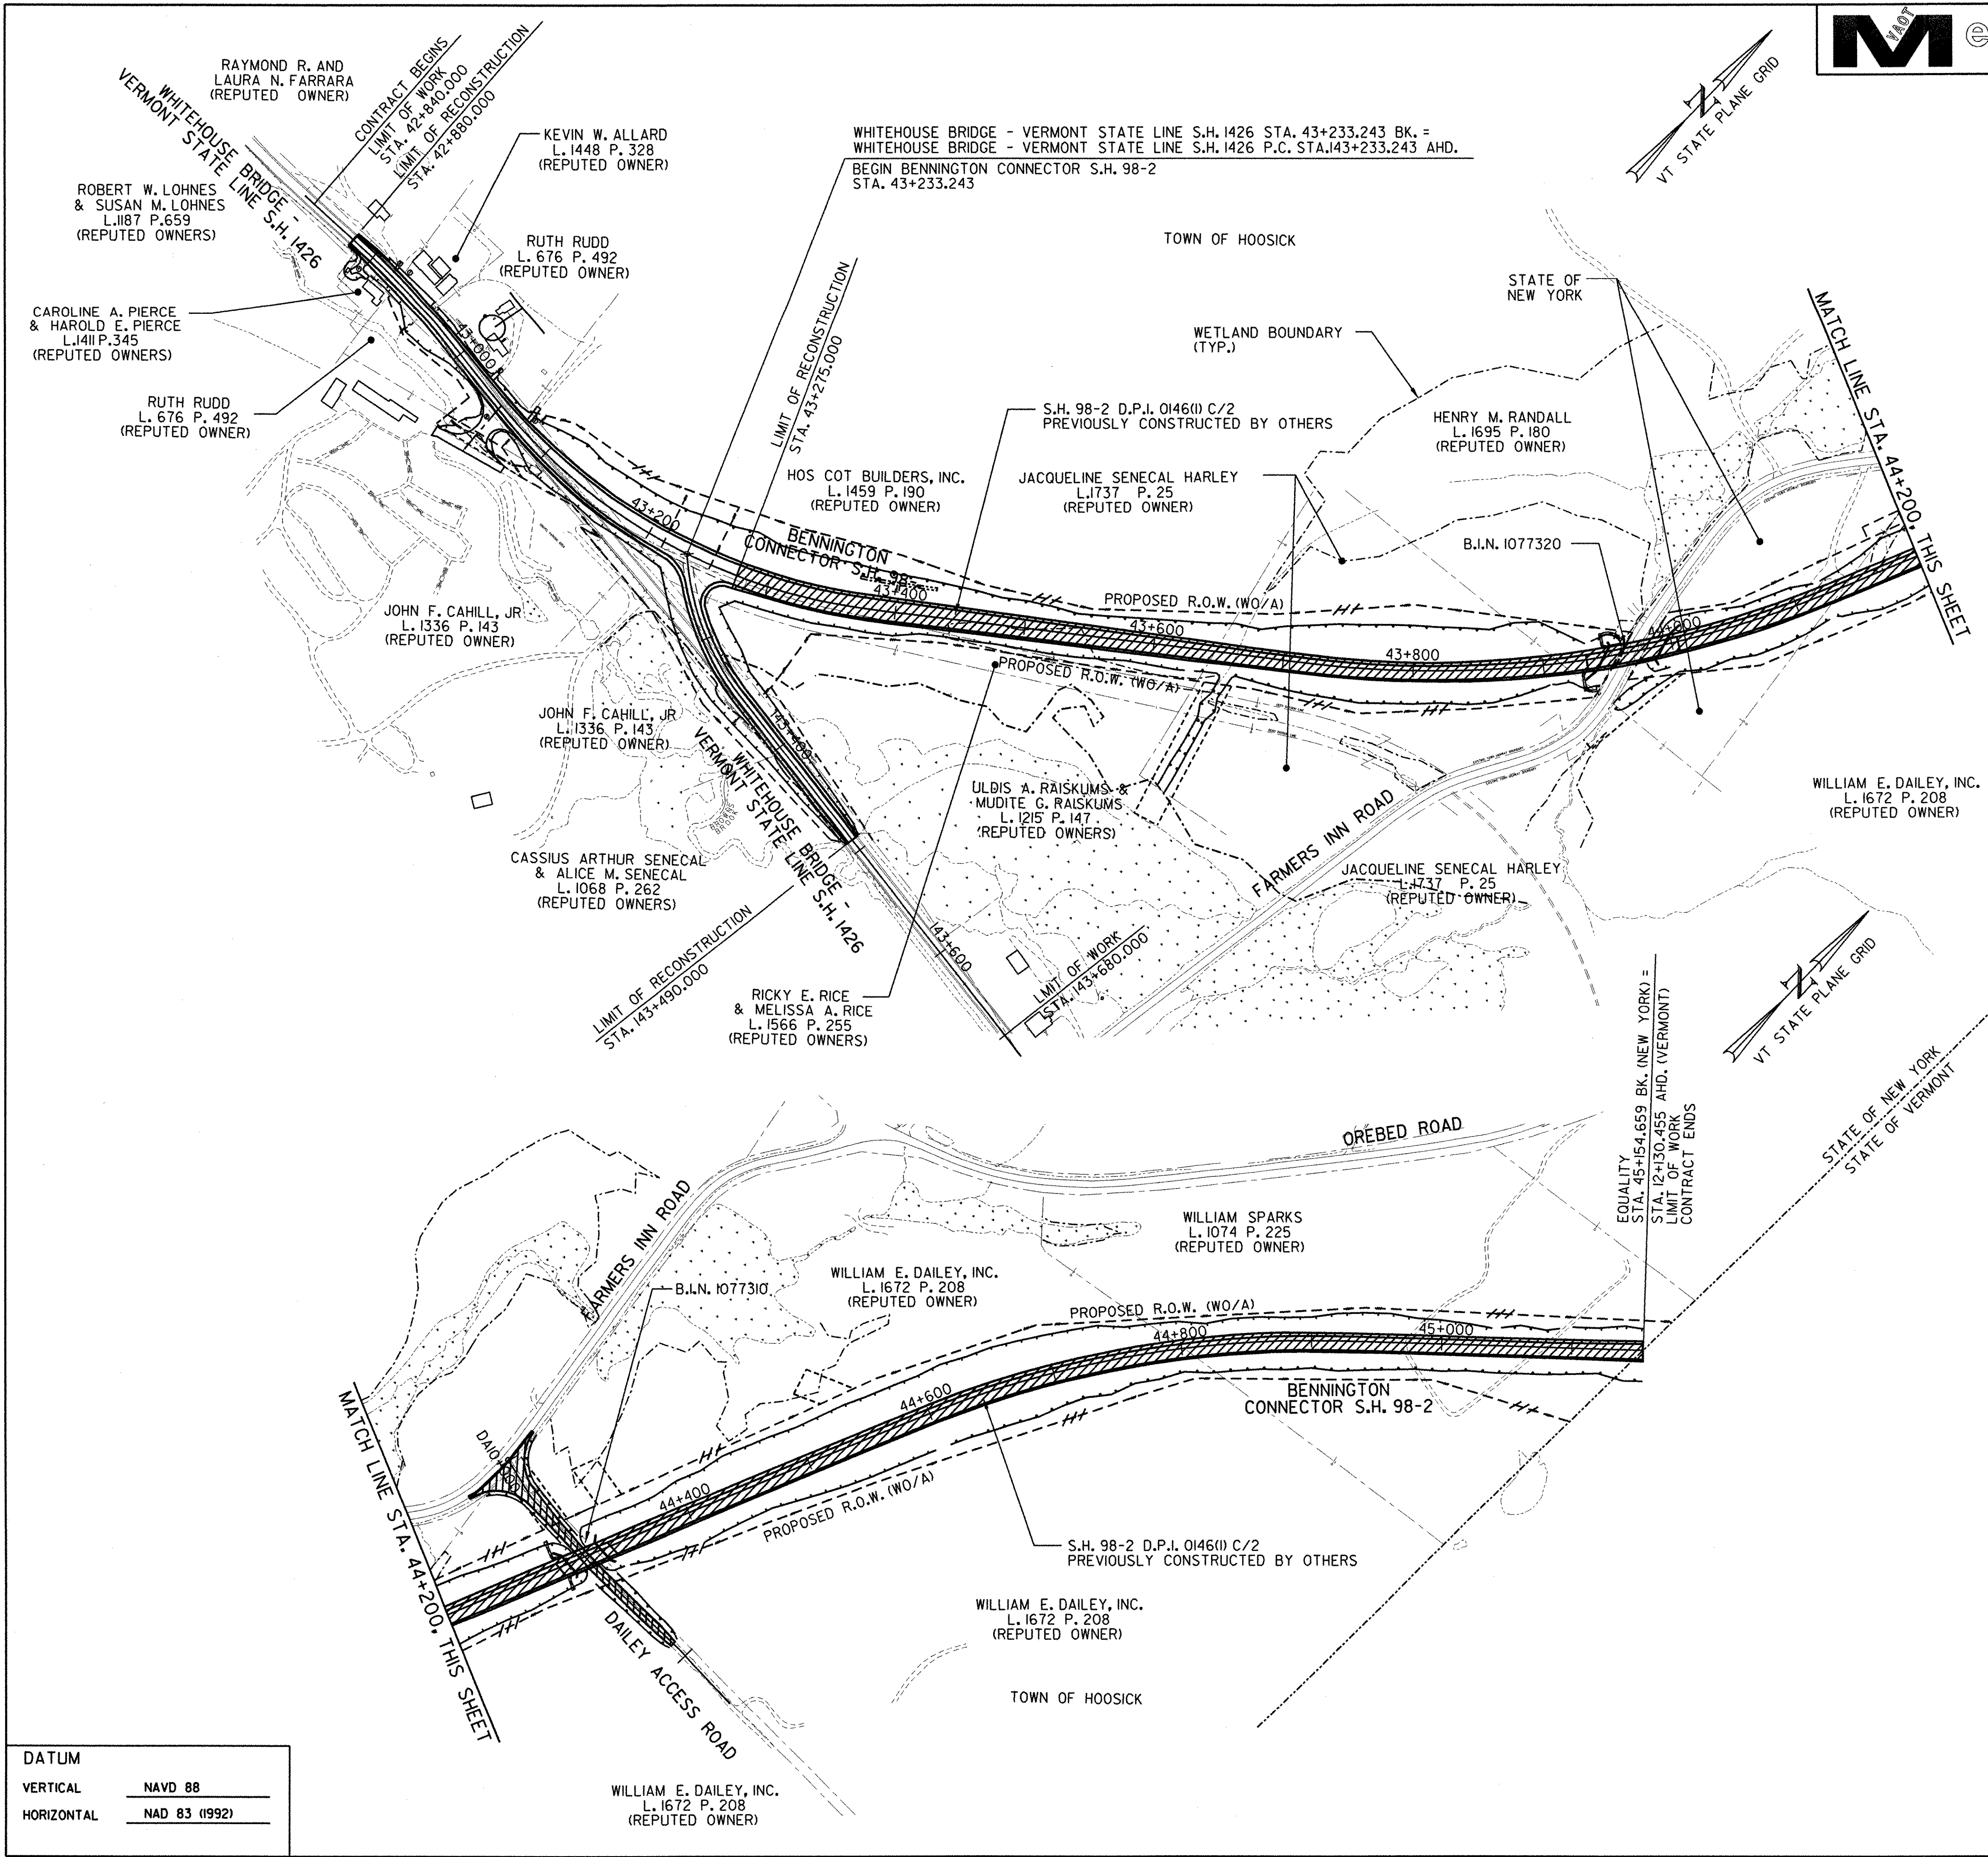 VAOT
M e
RAYMOND R. AND
LAURA N. FARRARA
(REPUTED OWNER)
WHITEHOUSE BRIDGE -
VERMONT STATE LINE S.H. 1426
CONTRACT BEGINS
LIMIT OF WORK
STA. 42+840.000
LIMIT OF RECONSTRUCTION
STA. 42+880.000
KEVIN W. ALLARD
L. 1448 P. 328
(REPUTED OWNER)
WHITEHOUSE BRIDGE - VERMONT STATE LINE S.H. 1426 STA. 43+233.243 BK. =
WHITEHOUSE BRIDGE - VERMONT STATE LINE S.H. 1426 P.C. STA.143+233.243 AHD.
BEGIN BENNINGTON CONNECTOR S.H. 98-2
STA. 43+233.243
N
VT STATE PLANE GRID
ROBERT W. LOHNES
& SUSAN M. LOHNES
L.1187 P.659
(REPUTED OWNERS)
RUTH RUDD
L. 676 P. 492
(REPUTED OWNER)
TOWN OF HOOSICK
STATE OF
NEW YORK
CAROLINE A. PIERCE
& HAROLD E. PIERCE
L.1411 P.345
(REPUTED OWNERS)
43+000
LIMIT OF RECONSTRUCTION
STA. 43+275.000
WETLAND BOUNDARY
(TYP.)
MATCH LINE STA. 44+200, THIS SHEET
RUTH RUDD
L. 676 P. 492
(REPUTED OWNER)
S.H. 98-2 D.P.I. 0146(1) C/2
PREVIOUSLY CONSTRUCTED BY OTHERS
HENRY M. RANDALL
L. 1695 P. 180
(REPUTED OWNER)
HOS COT BUILDERS, INC.
L. 1459 P. 190
(REPUTED OWNER)
JACQUELINE SENECAL HARLEY
L.1737 P. 25
(REPUTED OWNER)
43+200
BENNINGTON
CONNECTOR S.H. 98-
43+400
B.I.N. 1077320
PROPOSED R.O.W. (WO/A)
43+600
43+800
44+000
JOHN F. CAHILL, JR.
L. 1336 P. 143
(REPUTED OWNER)
PROPOSED R.O.W. (WO/A)
JOHN F. CAHILL, JR
L. 1336 P. 143
(REPUTED OWNER)
143+400
WHITEHOUSE BRIDGE -
VERMONT STATE LINE S.H. 1426
BROWNS
BROOK
ULDIS A. RAISKUMS &
MUDITE G. RAISKUMS
L. 1215 P. 147
(REPUTED OWNERS)
WILLIAM E. DAILEY, INC.
L. 1672 P. 208
(REPUTED OWNER)
FARMERS INN ROAD
CASSIUS ARTHUR SENECAL
& ALICE M. SENECAL
L. 1068 P. 262
(REPUTED OWNERS)
JACQUELINE SENECAL HARLEY
L.1737 P. 25
(REPUTED OWNER)
LIMIT OF RECONSTRUCTION
STA. 143+490.000
143+600
LMIT OF WORK
STA. 143+680.000
RICKY E. RICE
& MELISSA A. RICE
L. 1566 P. 255
(REPUTED OWNERS)
N
VT STATE PLANE GRID
EQUALITY
STA. 45+154.659 BK. (NEW YORK) =
STA. 12+130.455 AHD. (VERMONT)
LIMIT OF WORK
CONTRACT ENDS
STATE OF NEW YORK
STATE OF VERMONT
OREBED ROAD
FARMERS INN ROAD
WILLIAM SPARKS
L. 1074 P. 225
(REPUTED OWNER)
B.I.N. 1077310
WILLIAM E. DAILEY, INC.
L. 1672 P. 208
(REPUTED OWNER)
PROPOSED R.O.W. (WO/A)
44+800
45+000
44+600
BENNINGTON
CONNECTOR S.H. 98-2
MATCH LINE STA. 44+200, THIS SHEET
44+400
PROPOSED R.O.W. (WO/A)
S.H. 98-2 D.P.I. 0146(1) C/2
PREVIOUSLY CONSTRUCTED BY OTHERS
WILLIAM E. DAILEY, INC.
L. 1672 P. 208
(REPUTED OWNER)
DAILEY ACCESS ROAD
TOWN OF HOOSICK
WILLIAM E. DAILEY, INC.
L. 1672 P. 208
(REPUTED OWNER)
DATUM
VERTICAL NAVD 88
HORIZONTAL NAD 83 (1992)